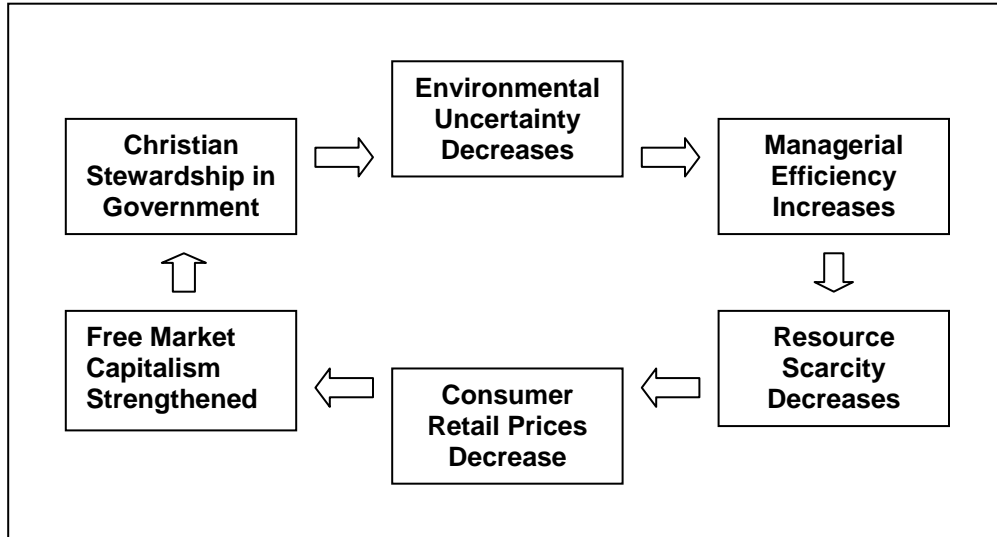 Christian
Stewardship in
Government
Environmental
Uncertainty
Decreases
Managerial
Efficiency
Increases
Resource
Scarcity
Decreases
Consumer
Retail Prices
Decrease
Free Market
Capitalism
Strengthened